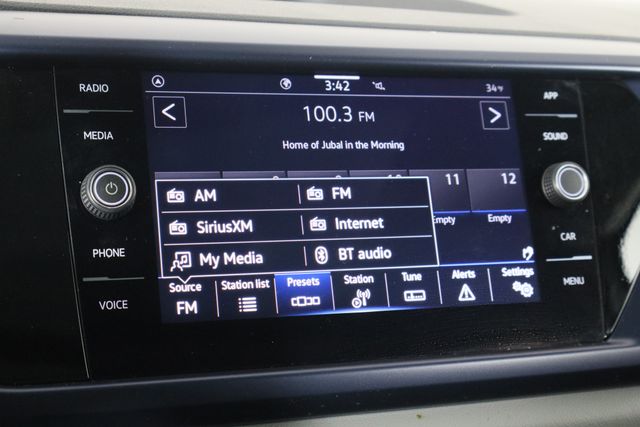 RADIO
MEDIA
PHONE
VOICE
3:42
34°F
100.3 FM
Home of Jubal in the Morning
11 12
Empty Empty
AM FM
SiriusXM Internet
My Media BT audio
Source Station list Presets Station Tune Alerts Settings
FM
APP
SOUND
CAR
MENU